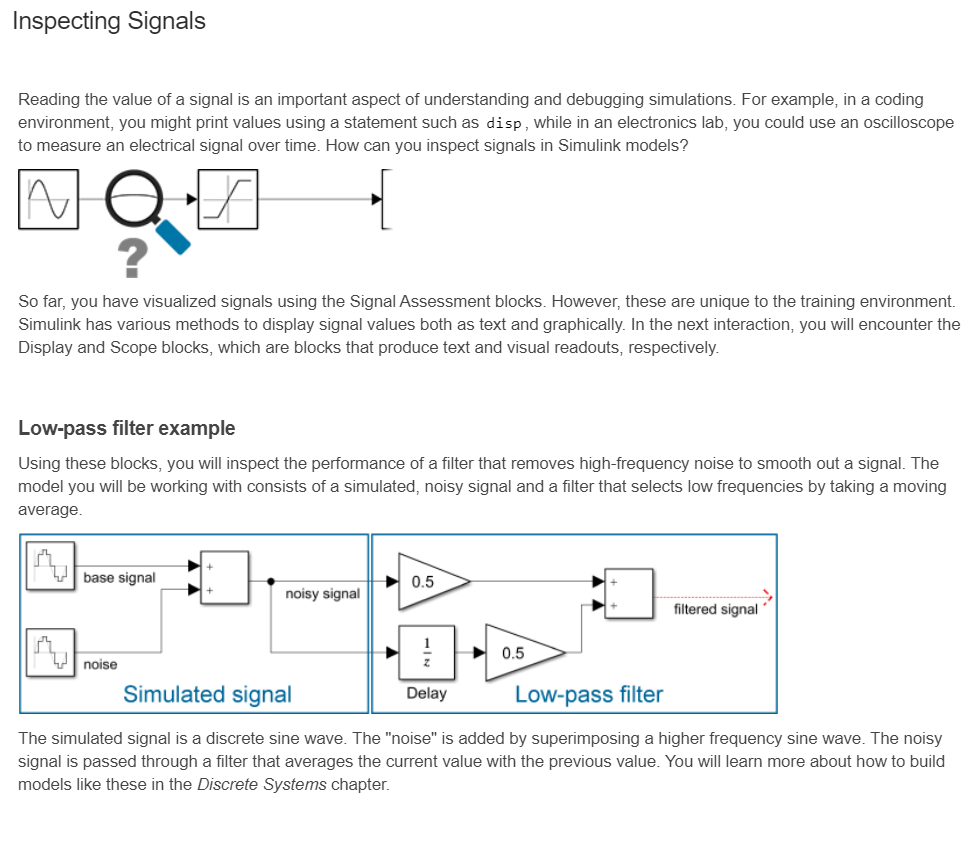 Inspecting Signals
Reading the value of a signal is an important aspect of understanding and debugging simulations. For example, in a coding
environment, you might print values using a statement such as disp, while in an electronics lab, you could use an oscilloscope
to measure an electrical signal over time. How can you inspect signals in Simulink models?
?
So far, you have visualized signals using the Signal Assessment blocks. However, these are unique to the training environment.
Simulink has various methods to display signal values both as text and graphically. In the next interaction, you will encounter the
Display and Scope blocks, which are blocks that produce text and visual readouts, respectively.
Low-pass filter example
Using these blocks, you will inspect the performance of a filter that removes high-frequency noise to smooth out a signal. The
model you will be working with consists of a simulated, noisy signal and a filter that selects low frequencies by taking a moving
average.
base signal
+
+
noisy signal
0.5
+
+
filtered signal
noise
1
z
0.5
Simulated signal
Delay
Low-pass filter
The simulated signal is a discrete sine wave. The "noise" is added by superimposing a higher frequency sine wave. The noisy
signal is passed through a filter that averages the current value with the previous value. You will learn more about how to build
models like these in the Discrete Systems chapter.